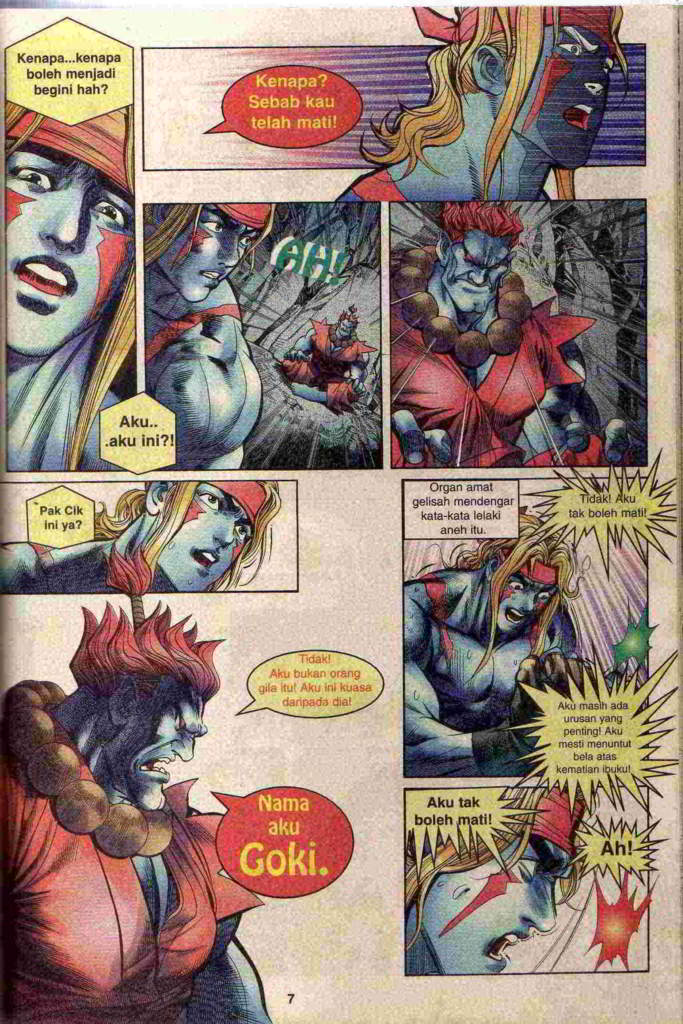 Kenapa...kenapa
boleh menjadi
begini hah?
Kenapa?
Sebab kau
telah mati!
AH!
Aku..
.aku ini?!
Pak Cik
ini ya?
Tidak!
Aku bukan orang
gila itu! Aku ini kuasa
daripada dia!
Nama
aku
Goki.
Organ amat
gelisah mendengar
kata-kata lelaki
aneh itu.
Tidak! Aku
tak boleh mati!
Aku masih ada
urusan yang
penting! Aku
mesti menuntut
bela atas
kematian ibuku!
Aku tak
boleh mati!
Ah!
7